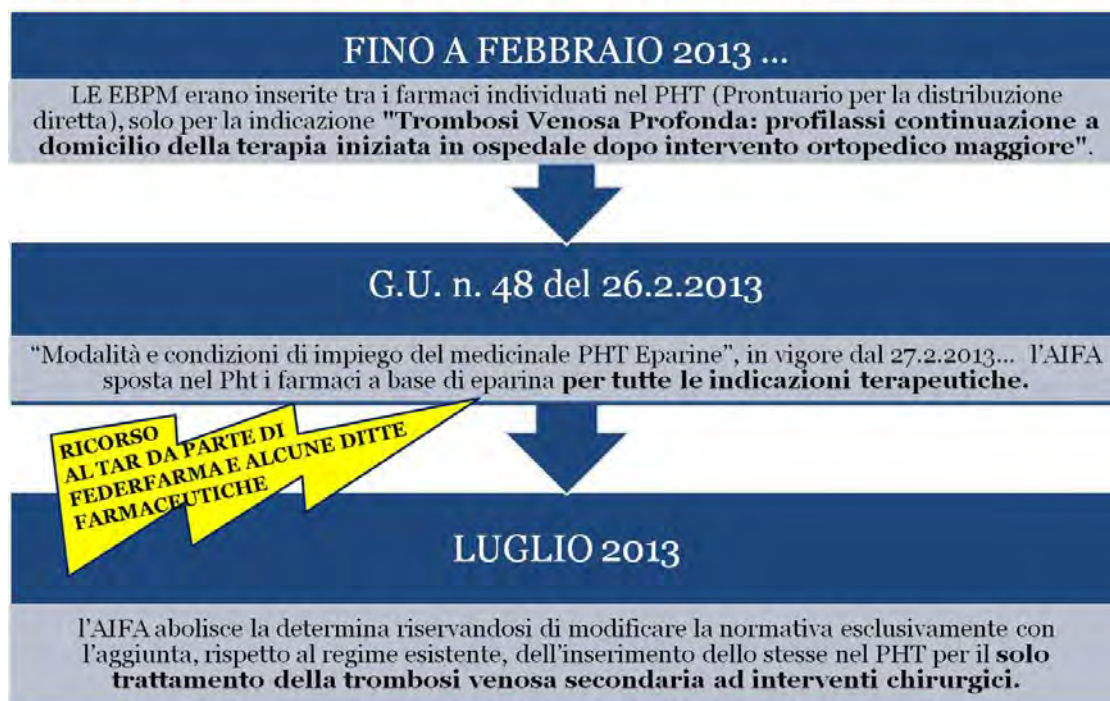 FINO A FEBBRAIO 2013 ...
LE EBPM erano inserite tra i farmaci individuati nel PHT (Prontuario per la distribuzione
diretta), solo per la indicazione "Trombosi Venosa Profonda: profilassi continuazione a
domicilio della terapia iniziata in ospedale dopo intervento ortopedico maggiore".
G.U. n. 48 del 26.2.2013
“Modalità e condizioni di impiego del medicinale PHT Eparine”, in vigore dal 27.2.2013... l'AIFA
sposta nel Pht i farmaci a base di eparina per tutte le indicazioni terapeutiche.
RICORSO
AL TAR DA PARTE DI
FEDERFARMA E ALCUNE DITTE
FARMACEUTICHE
LUGLIO 2013
l'AIFA abolisce la determina riservandosi di modificare la normativa esclusivamente con
l'aggiunta, rispetto al regime esistente, dell'inserimento dello stesse nel PHT per il solo
trattamento della trombosi venosa secondaria ad interventi chirurgici.